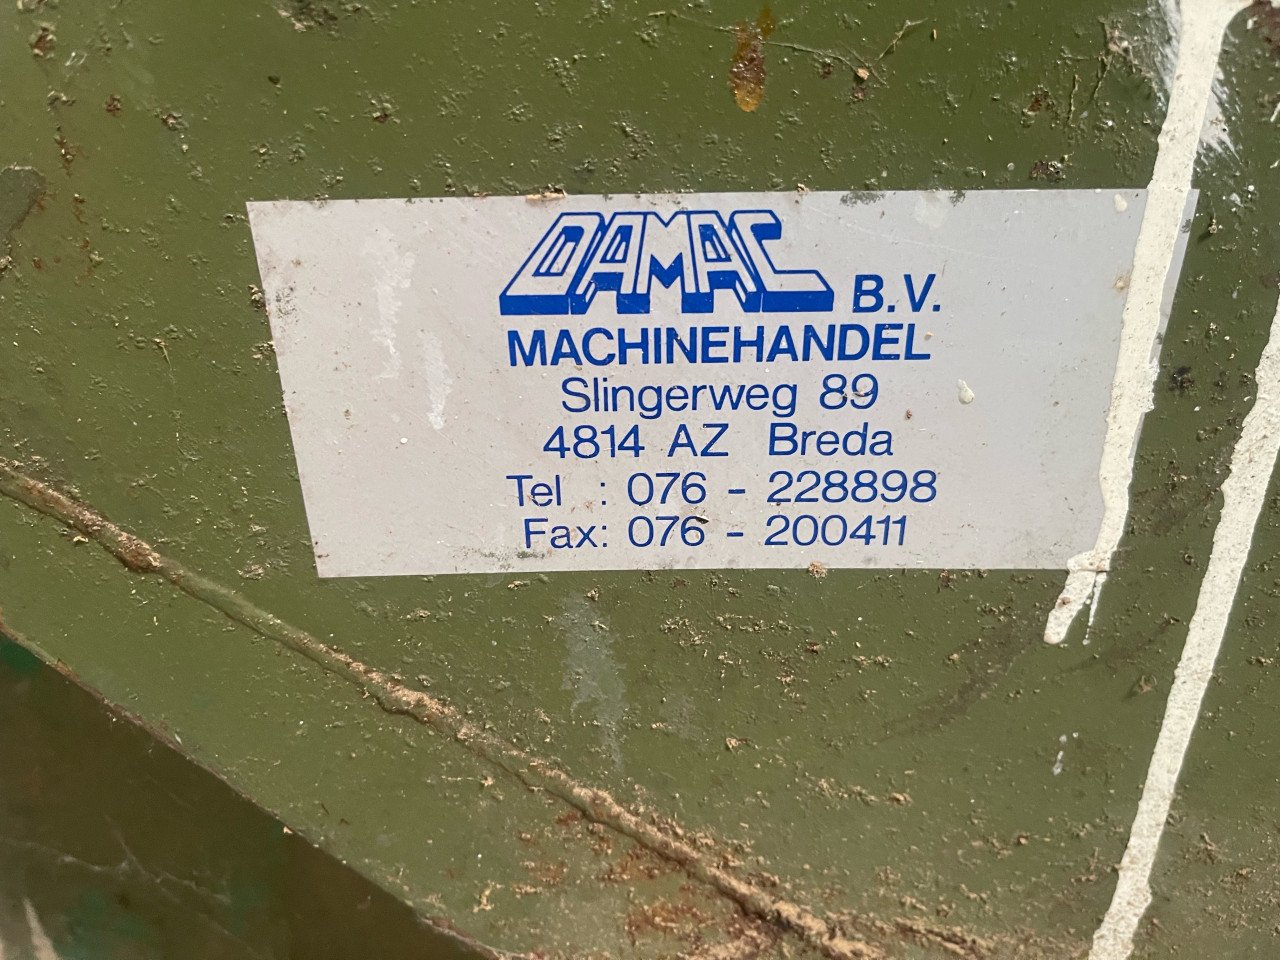 DAMAC B.V.
MACHINEHANDEL
Slingerweg 89
4814 AZ Breda
Tel : 076 - 228898
Fax: 076 - 200411